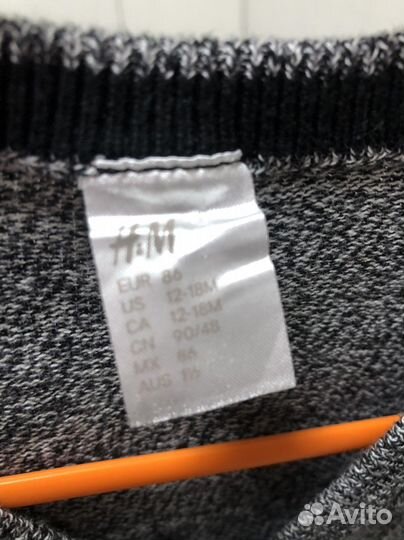 H&M
EUR 86
US 12-18M
CA 12-18M
CN 90/48
MX 86
AUS 1½
Avito